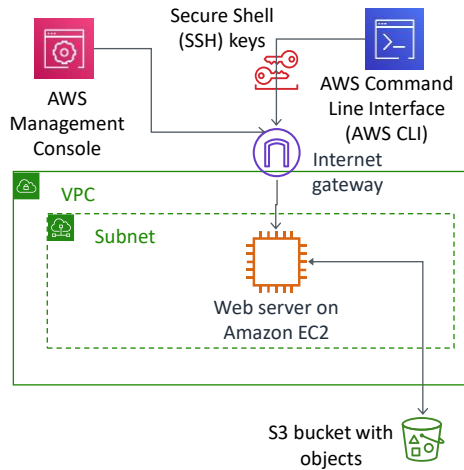 Secure Shell
(SSH) keys
AWS
Management
Console
AWS Command
Line Interface
(AWS CLI)
Internet
gateway
VPC
Subnet
Web server on
Amazon EC2
S3 bucket with
objects